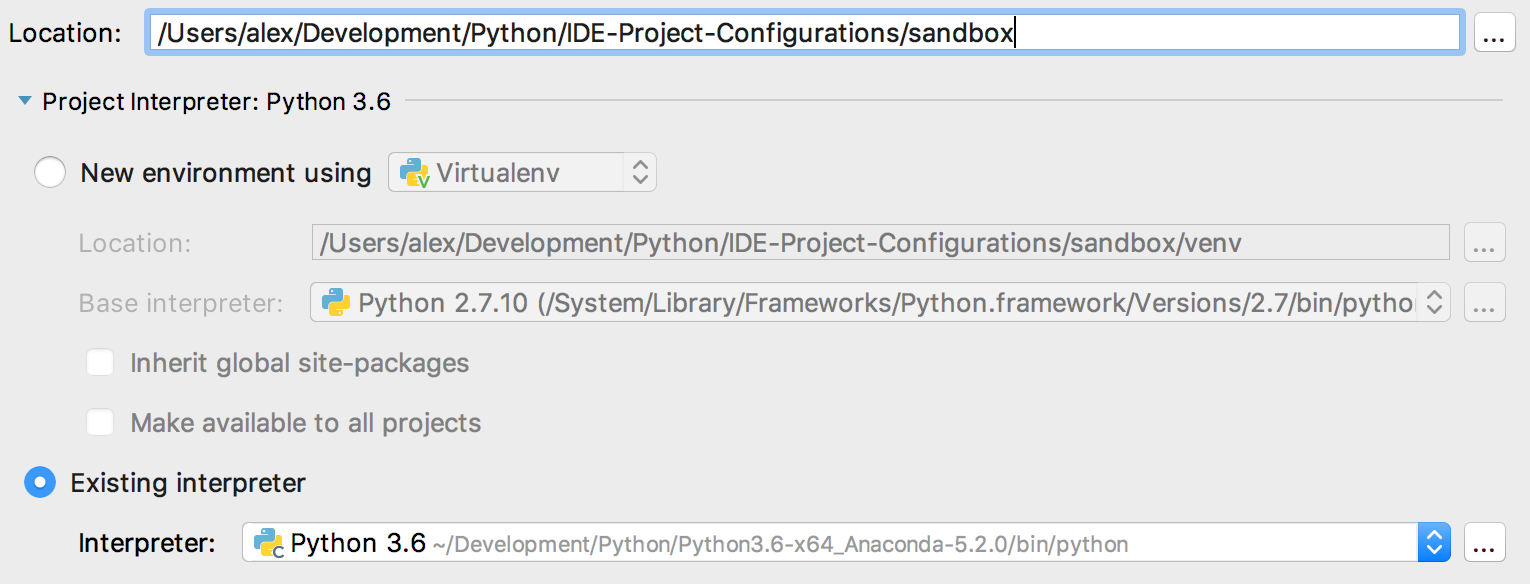 Location: /Users/alex/Development/Python/IDE-Project-Configurations/sandbox ...
Project Interpreter: Python 3.6
New environment using Virtualenv
Location: /Users/alex/Development/Python/IDE-Project-Configurations/sandbox/venv ...
Base interpreter: Python 2.7.10 (/System/Library/Frameworks/Python.framework/Versions/2.7/bin/pytho ...
Inherit global site-packages
Make available to all projects
Existing interpreter
Interpreter: Python 3.6 ~/Development/Python/Python3.6-x64_Anaconda-5.2.0/bin/python ...